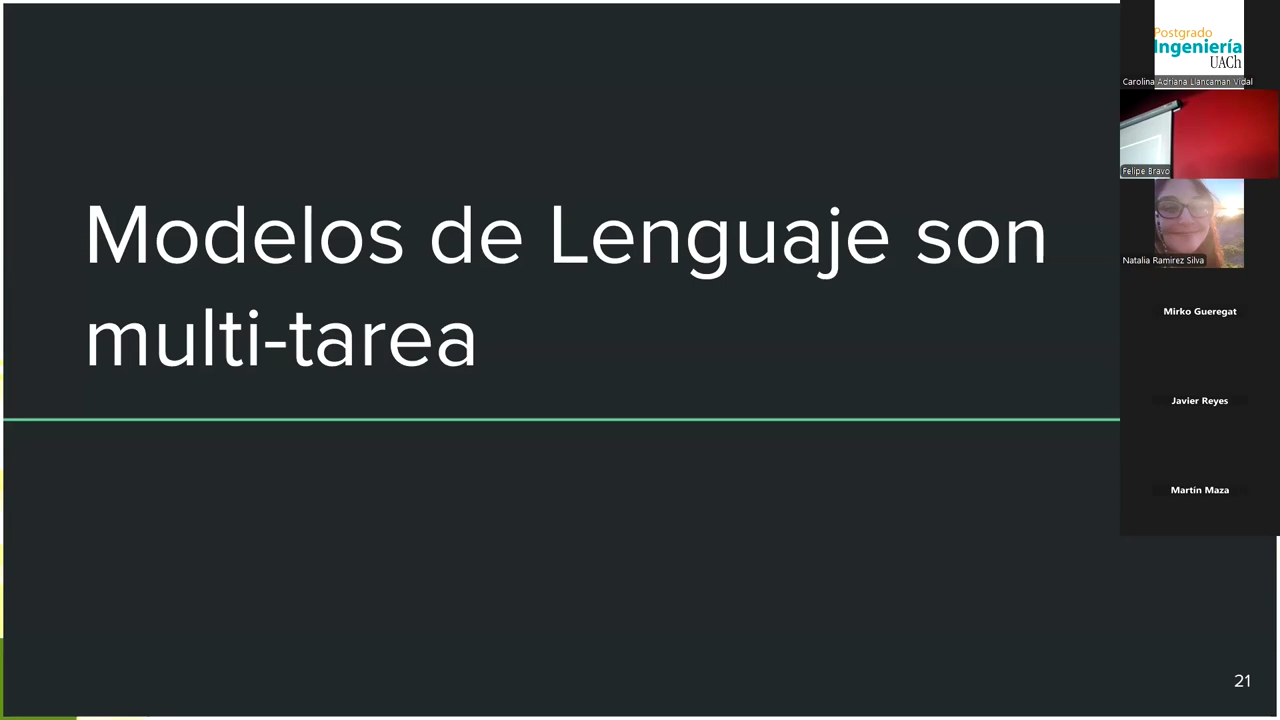 Modelos de Lenguaje son
multi-tarea
21
Postgrado
Ingeniería
UACh
Carolina Adriana Llancaman Vidal
Felipe Bravo
Natalia Ramirez Silva
Mirko Gueregat
Javier Reyes
Martín Maza